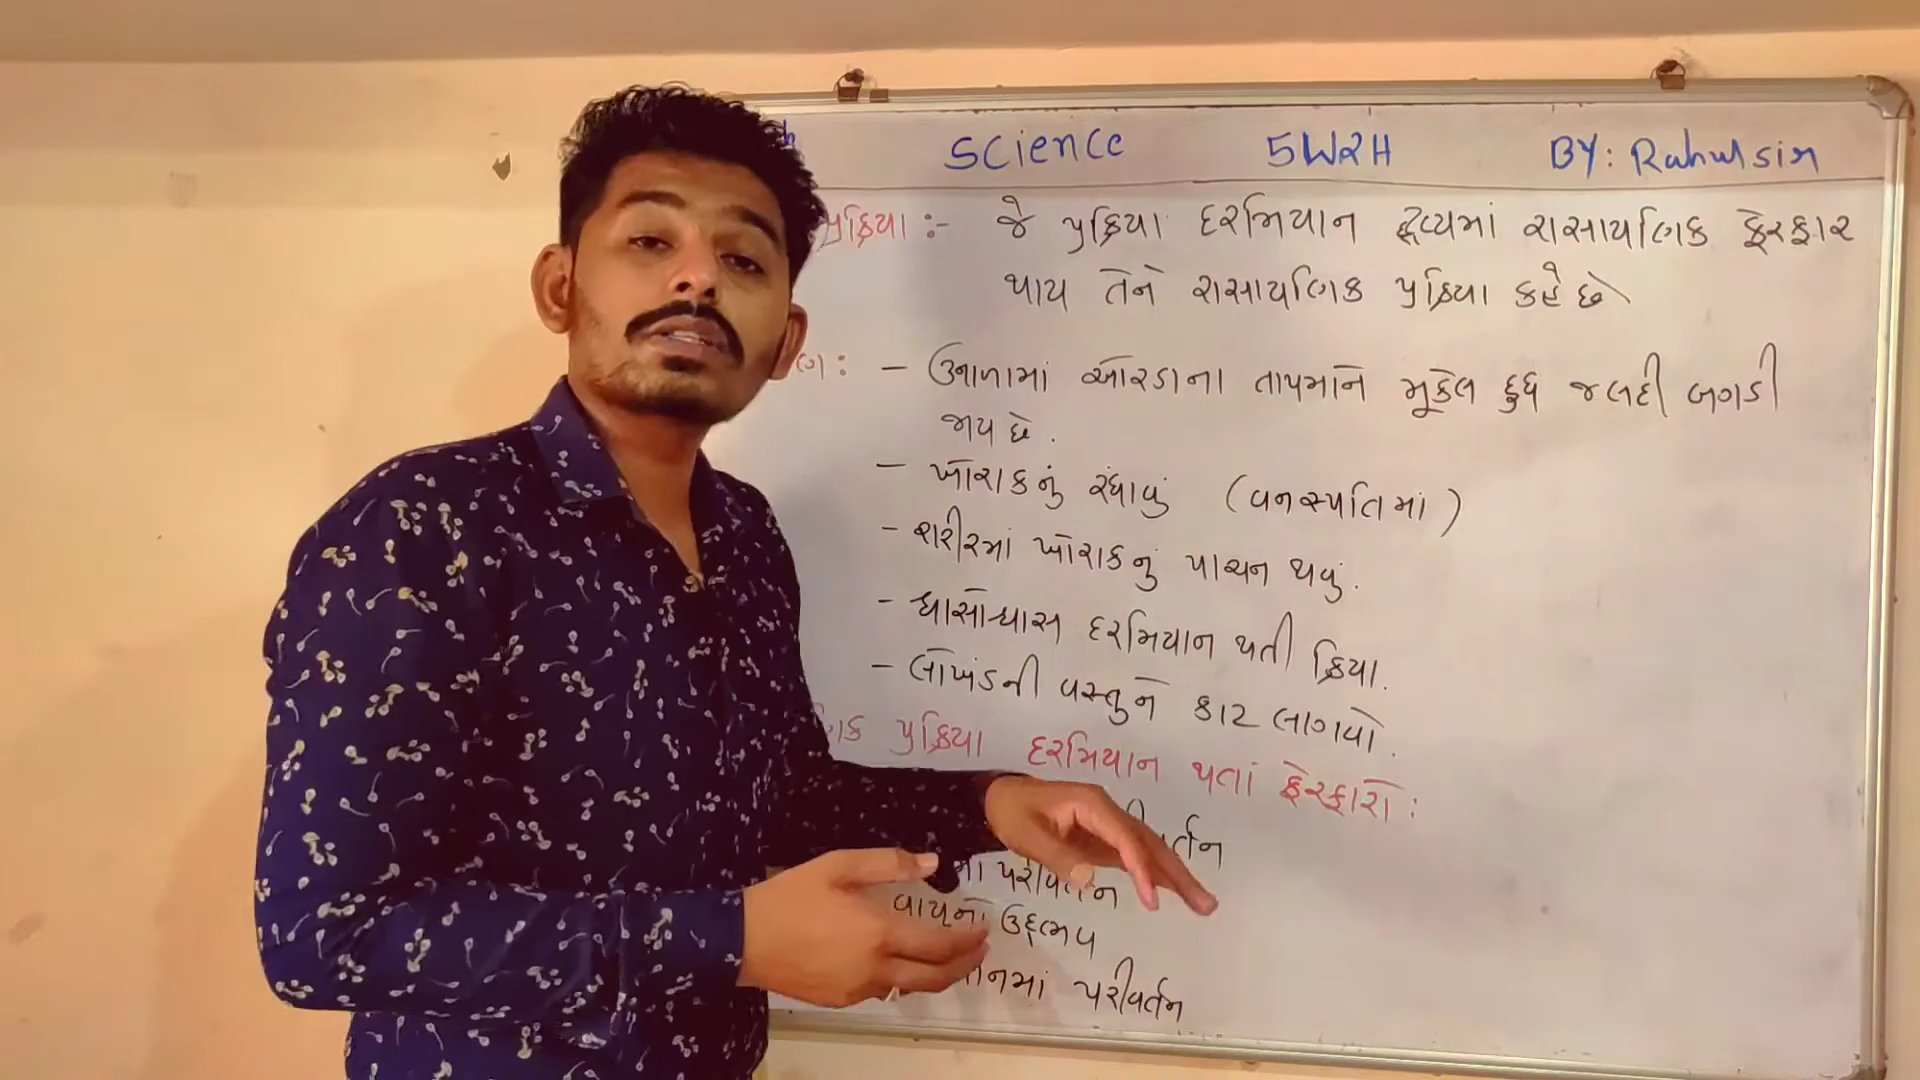 Science 5W2H BY: Rahul sir
પ્રક્રિયા :- જે પ્રક્રિયા દરમિયાન દ્રવ્યમાં રાસાયણિક ફેરફાર
થાય તેને રાસાયણિક પ્રક્રિયા કહે છે
- ઉનાળામાં ઓરડાના તાપમાને મૂકેલ દુધ જલદી બગડી
જાય છે.
- ખોરાકનું રંધાવું (વનસ્પતિમાં)
- શરીરમાં ખોરાકનું પાચન થવું.
- શ્વાસોશ્વાસ દરમિયાન થતી ક્રિયા.
- લોખંડની વસ્તુને કાટ લાગવો.
પ્રક્રિયા દરમિયાન થતાં ફેરફારો :
પરીવર્તન
વાયુનો ઉદ્ભવ
પરીવર્તન